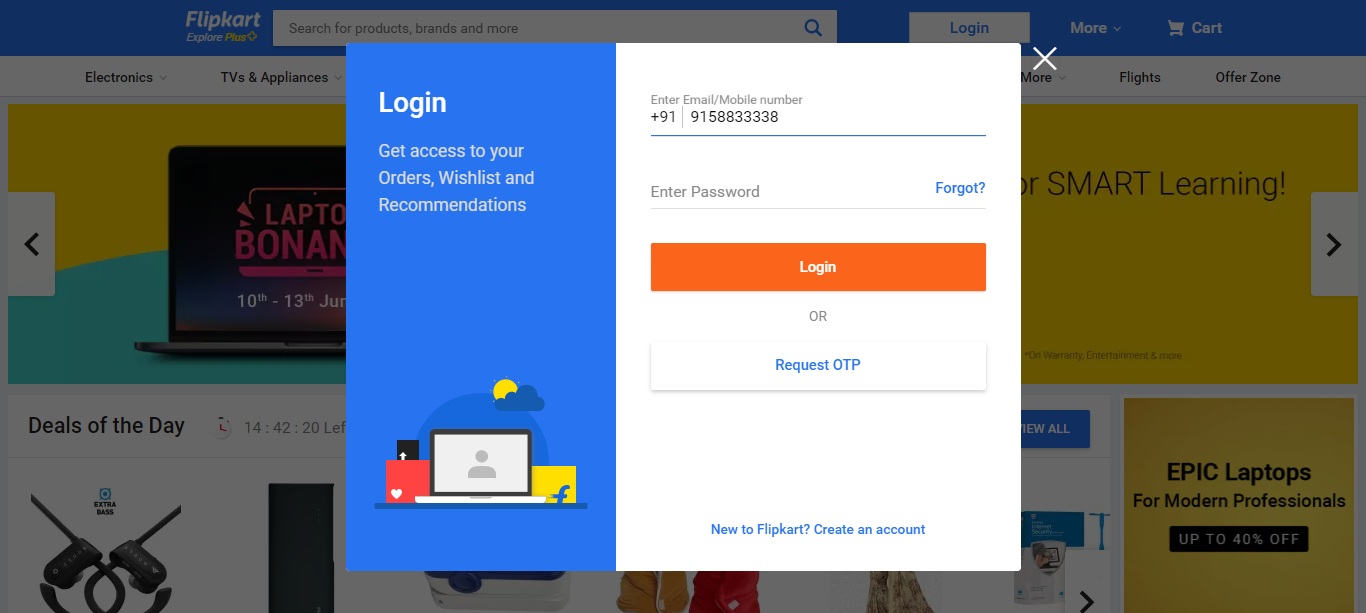 Flipkart
Explore Plus
Search for products, brands and more
Login
More
Cart
Electronics
TVs & Appliances
More
Flights
Offer Zone
Login
Get access to your
Orders, Wishlist and
Recommendations
Enter Email/Mobile number
+91 9158833338
Enter Password
Forgot?
Login
OR
Request OTP
New to Flipkart? Create an account
LAPTO
BONAN
10th - 13th Jun
or SMART Learning!
*On Warranty, Entertainment & more
Deals of the Day
14 : 42 : 20 Lef
VIEW ALL
EXTRA
BASS
Internet
Security
EPIC Laptops
For Modern Professionals
UP TO 40% OFF